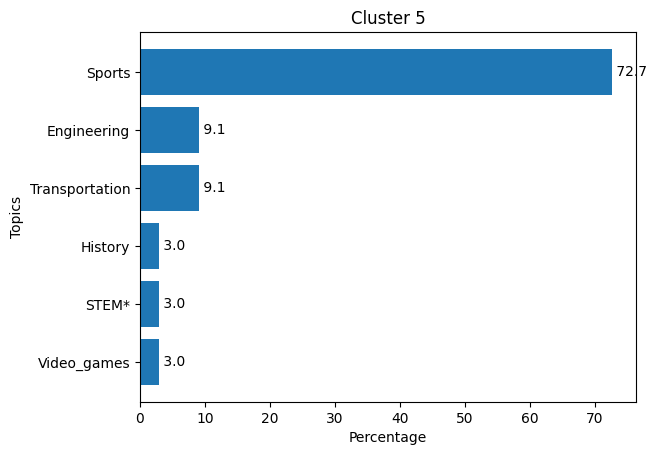 Cluster 5
Topics
Sports 72.7
Engineering 9.1
Transportation 9.1
History 3.0
STEM* 3.0
Video_games 3.0
0 10 20 30 40 50 60 70
Percentage